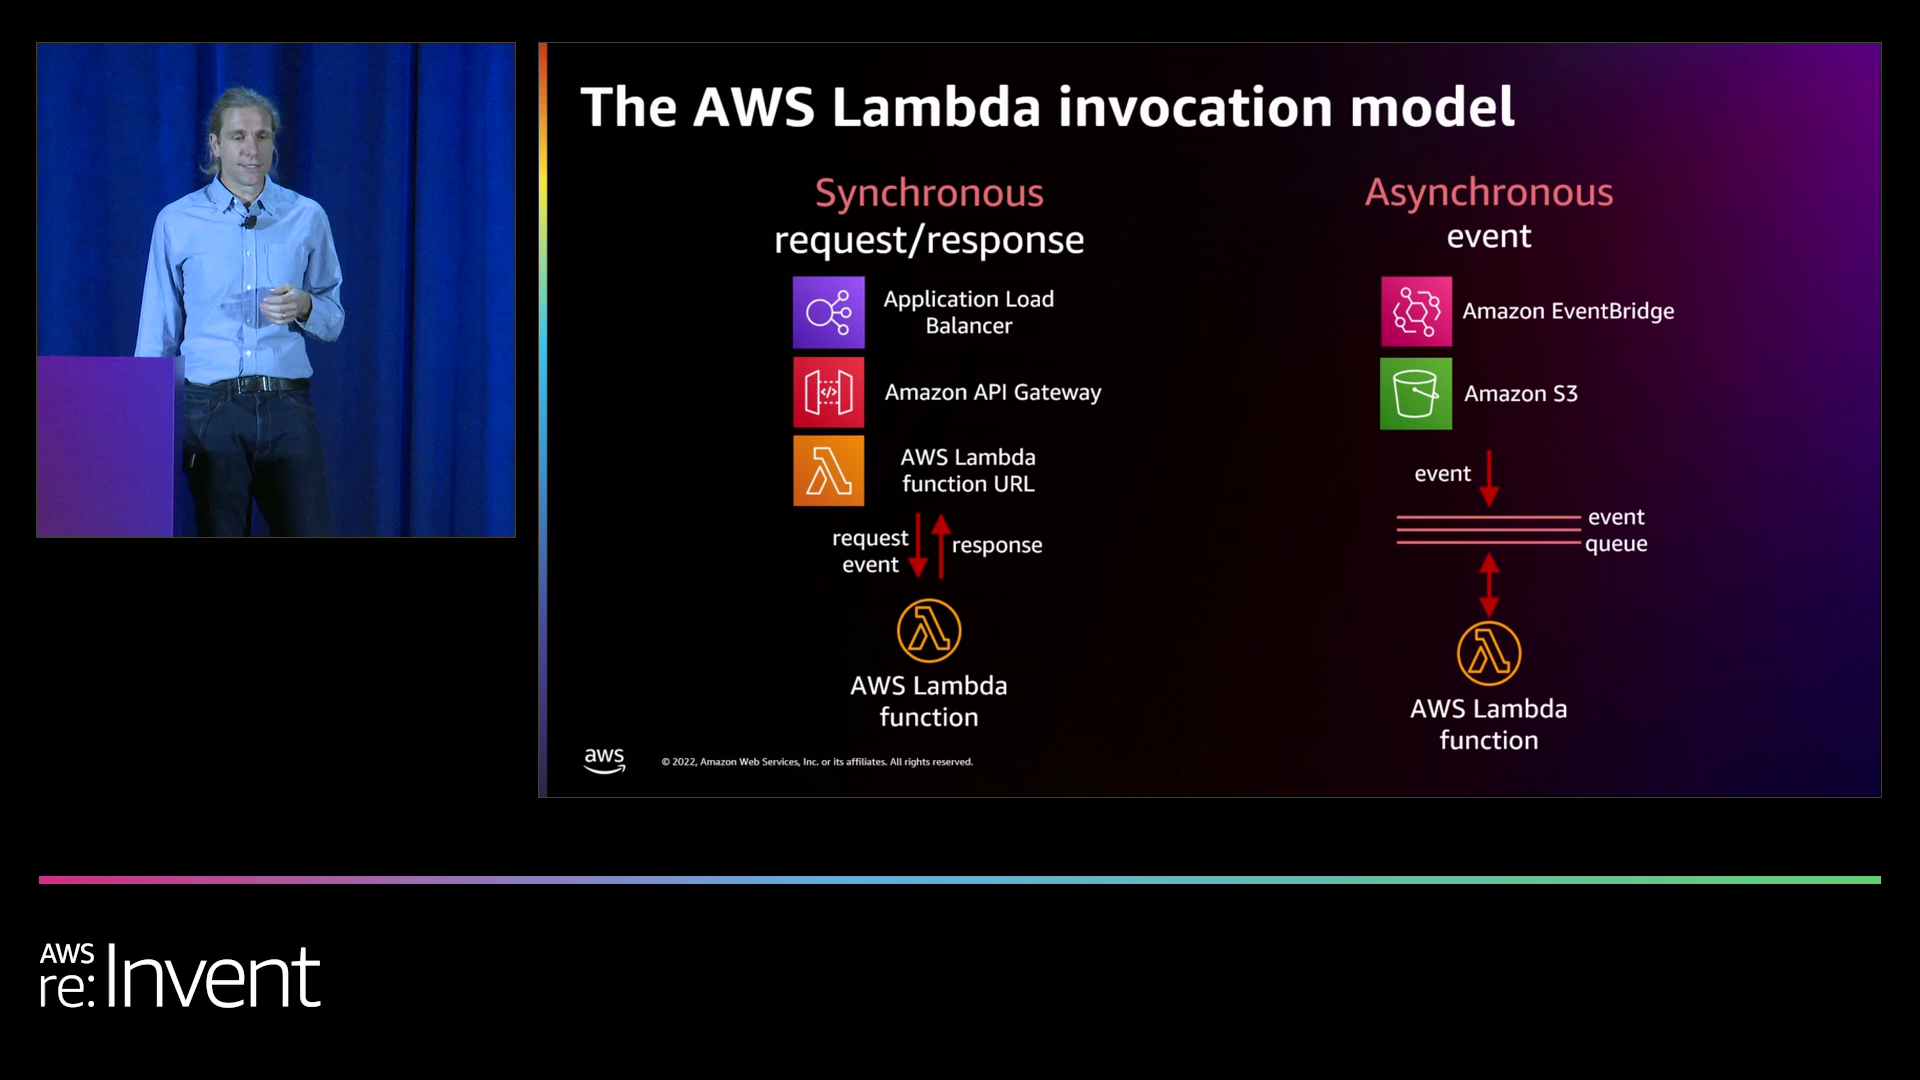 The AWS Lambda invocation model
Synchronous
request/response
Application Load
Balancer
Amazon API Gateway
AWS Lambda
function URL
request
event
response
AWS Lambda
function
Asynchronous
event
Amazon EventBridge
Amazon S3
event
event
queue
AWS Lambda
function
aws
© 2022, Amazon Web Services, Inc. or its affiliates. All rights reserved.
AWS
re:Invent